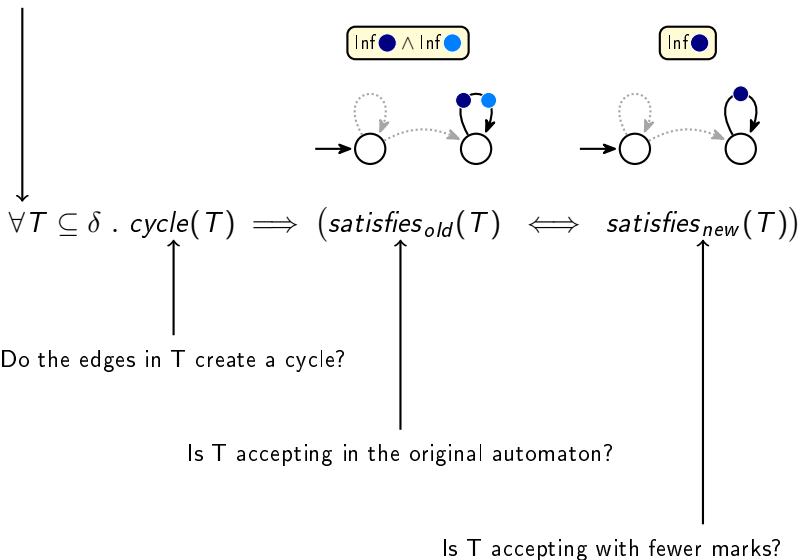 Inf ∧ Inf
Inf
∀T ⊆ δ . cycle(T) ⟹ (satisfies_old(T) ⟺ satisfies_new(T))
Do the edges in T create a cycle?
Is T accepting in the original automaton?
Is T accepting with fewer marks?